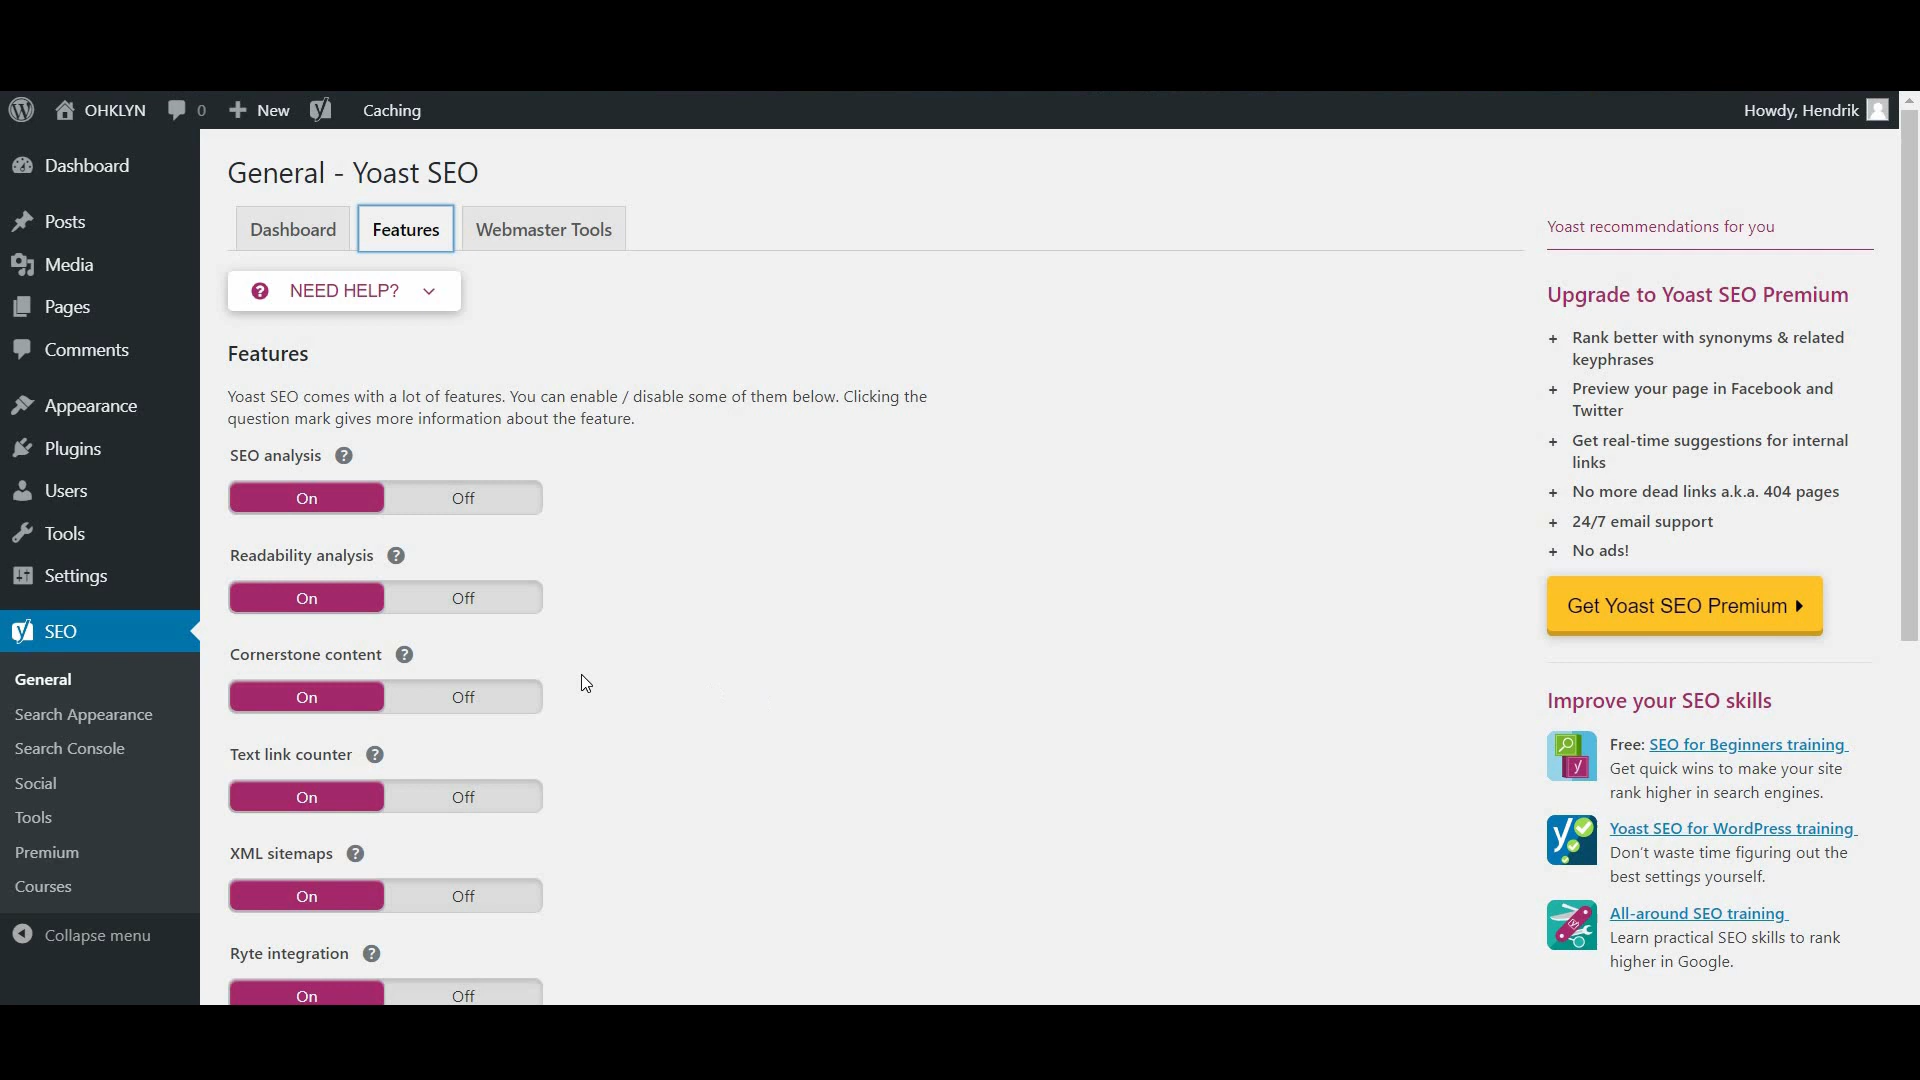 OHKLYN 0 New Caching Howdy, Hendrik
Dashboard
Posts
Media
Pages
Comments
Appearance
Plugins
Users
Tools
Settings
SEO
General
Search Appearance
Search Console
Social
Tools
Premium
Courses
Collapse menu
General - Yoast SEO
Dashboard Features Webmaster Tools
? NEED HELP?
Features
Yoast SEO comes with a lot of features. You can enable / disable some of them below. Clicking the
question mark gives more information about the feature.
SEO analysis ?
On Off
Readability analysis ?
On Off
Cornerstone content ?
On Off
Text link counter ?
On Off
XML sitemaps ?
On Off
Ryte integration ?
On Off
Yoast recommendations for you
Upgrade to Yoast SEO Premium
+ Rank better with synonyms & related
keyphrases
+ Preview your page in Facebook and
Twitter
+ Get real-time suggestions for internal
links
+ No more dead links a.k.a. 404 pages
+ 24/7 email support
+ No ads!
Get Yoast SEO Premium
Improve your SEO skills
Free: SEO for Beginners training
Get quick wins to make your site
rank higher in search engines.
Yoast SEO for WordPress training
Don't waste time figuring out the
best settings yourself.
All-around SEO training
Learn practical SEO skills to rank
higher in Google.